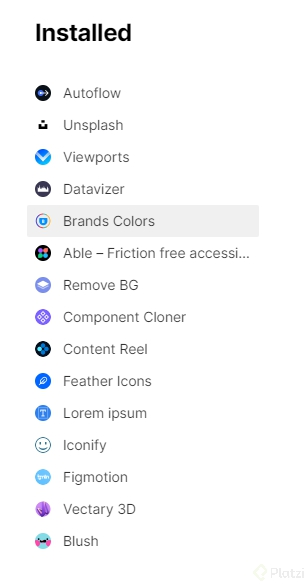 Installed
Autoflow
Unsplash
Viewports
Datavizer
Brands Colors
Able – Friction free accessi...
Remove BG
Component Cloner
Content Reel
Feather Icons
Lorem ipsum
Iconify
Figmotion
Vectary 3D
Blush
Platzi